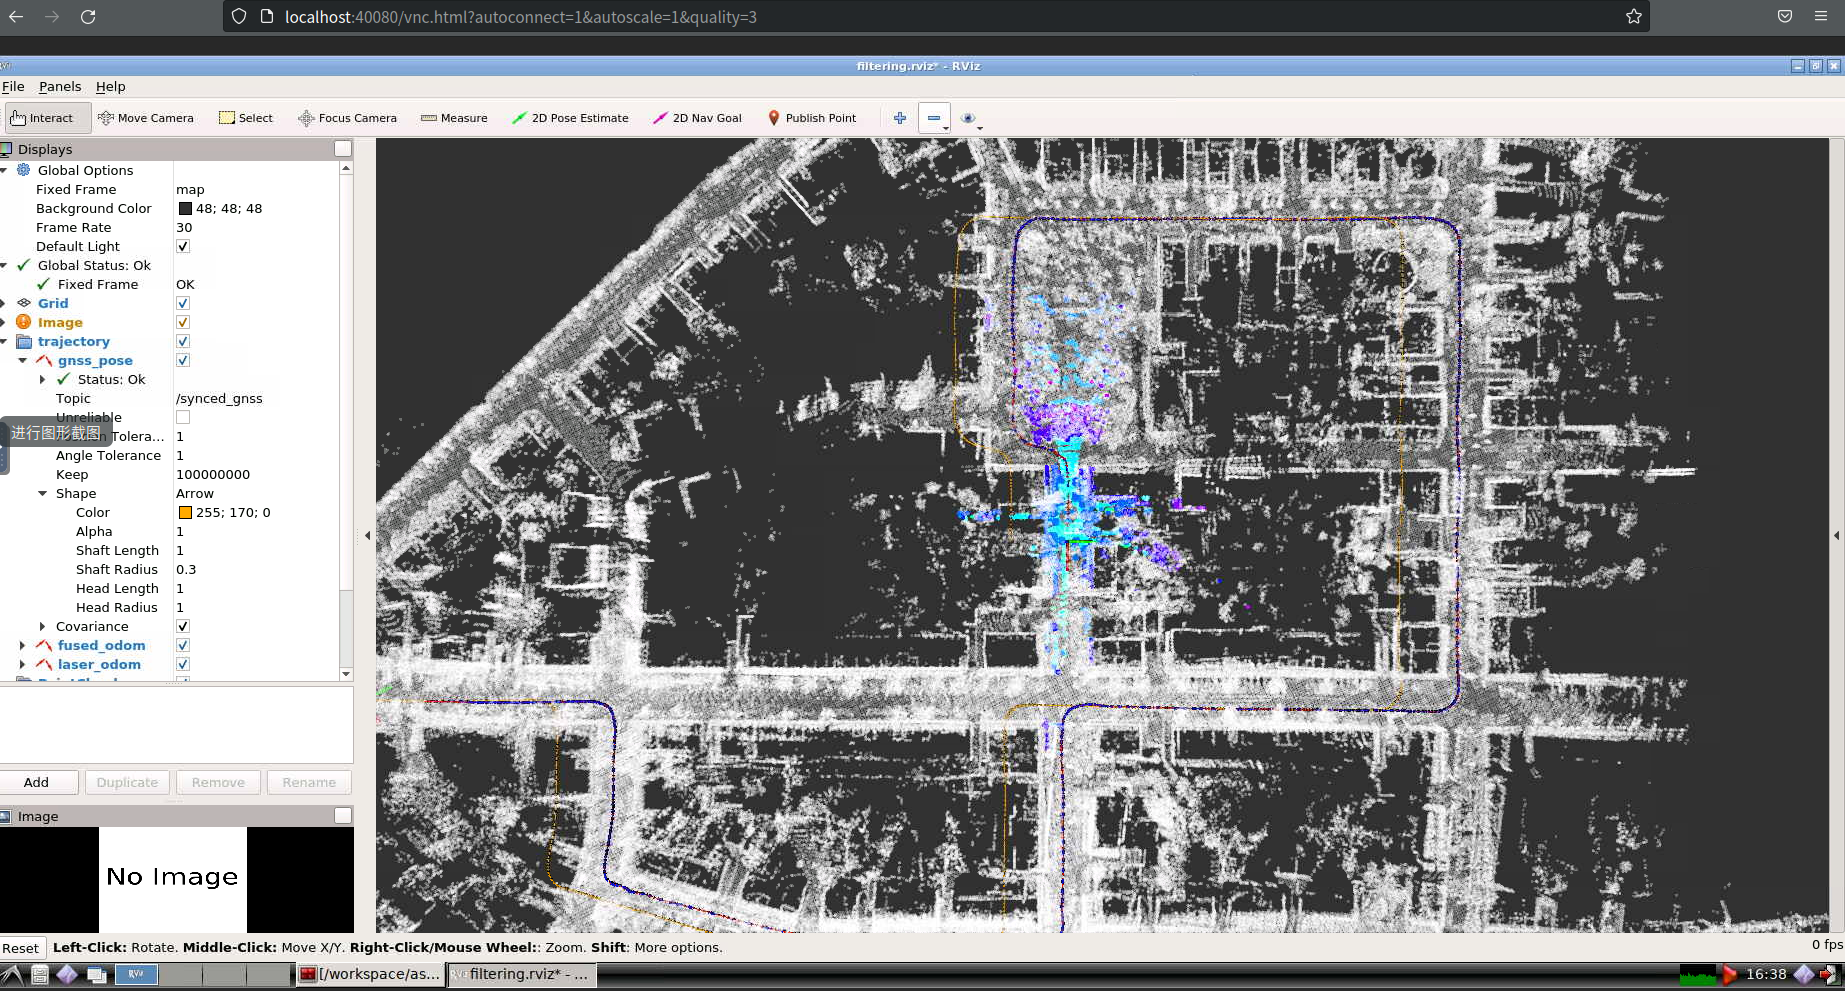 localhost:40080/vnc.html?autoconnect=1&autoscale=1&quality=3
filtering.rviz* - RViz
File Panels Help
Interact Move Camera Select Focus Camera Measure 2D Pose Estimate 2D Nav Goal Publish Point
Displays
Global Options
Fixed Frame map
Background Color 48; 48; 48
Frame Rate 30
Default Light
Global Status: Ok
Fixed Frame OK
Grid
Image
trajectory
gnss_pose
Status: Ok
Topic /synced_gnss
Unreliable
进行图形截图
Tolera... 1
Angle Tolerance 1
Keep 100000000
Shape Arrow
Color 255; 170; 0
Alpha 1
Shaft Length 1
Shaft Radius 0.3
Head Length 1
Head Radius 1
Covariance
fused_odom
laser_odom
Add Duplicate Remove Rename
Image
No Image
Reset Left-Click: Rotate. Middle-Click: Move X/Y. Right-Click/Mouse Wheel:: Zoom. Shift: More options. 0 fps
RViz [/workspace/as... filtering.rviz* - ... 16:38